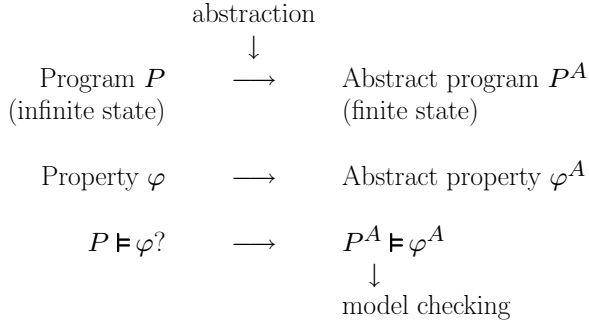 abstraction
↓
Program P ⟶ Abstract program P^A
(infinite state) (finite state)
Property φ ⟶ Abstract property φ^A
P ⊨ φ? ⟶ P^A ⊨ φ^A
↓
model checking